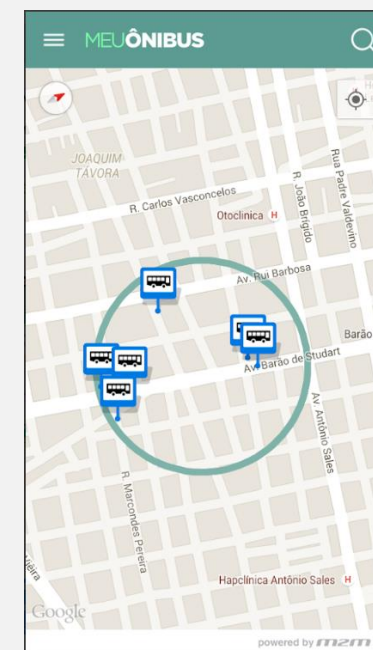 MEUÔNIBUS
JOAQUIM
TÁVORA
R. Carlos Vasconcelos
Otoclinica H
R. João Brígido
Rua Padre Valdevino
Av. Rui Barbosa
Barão
Av. Barão de Studart
Av. Antônio Sales
R. Marcondes Pereira
Hapclínica Antônio Sales H
Google
powered by m2m